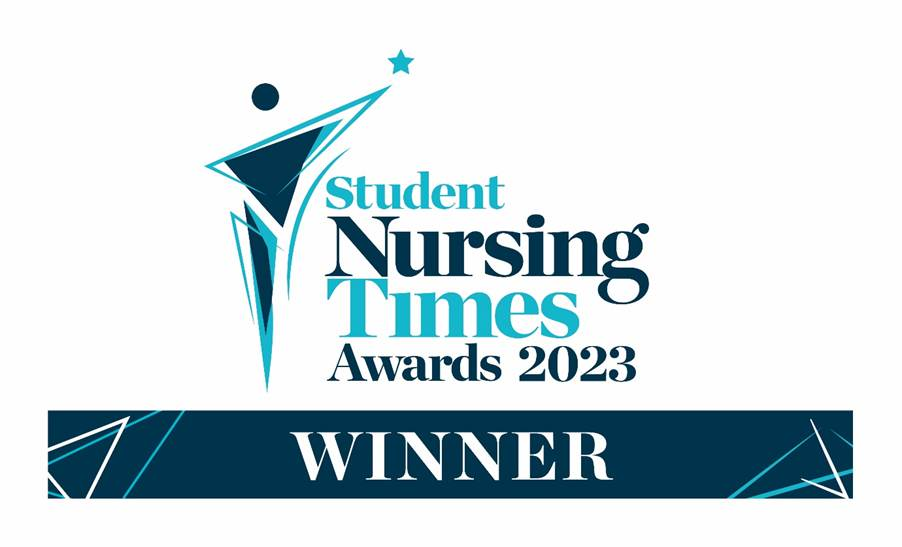 Student
Nursing
Times
Awards 2023
WINNER